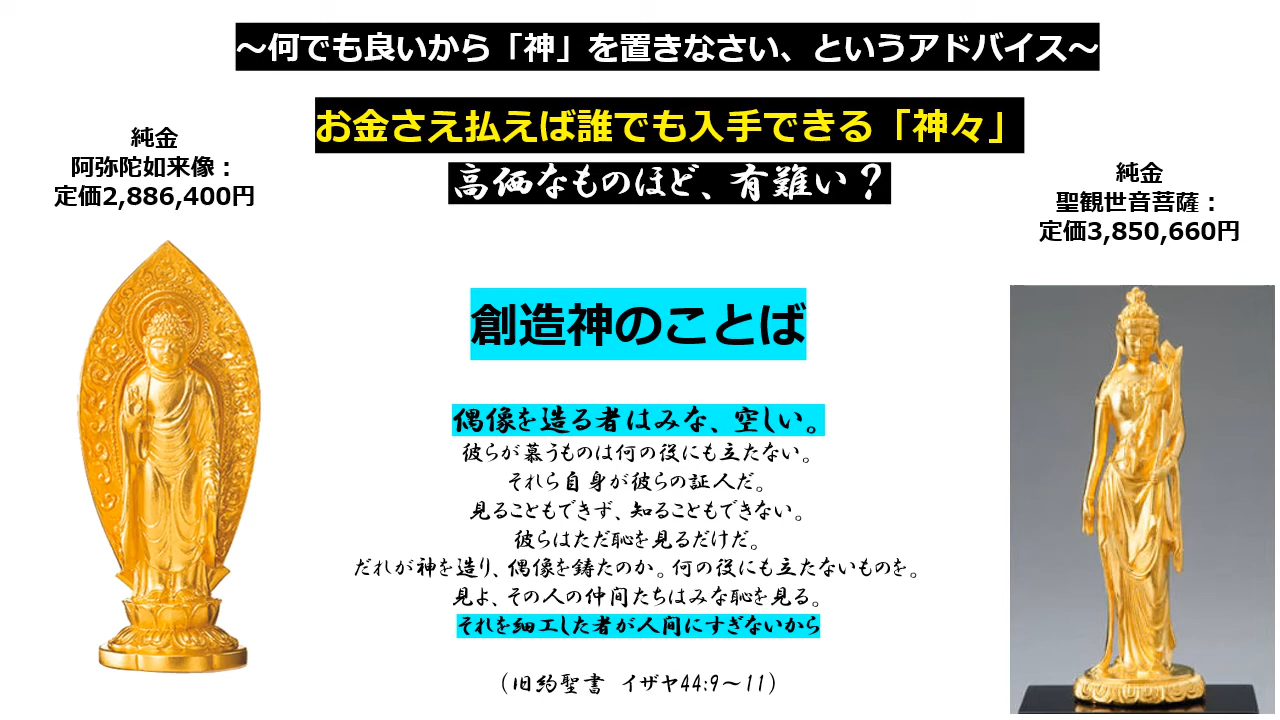 ～何でも良いから「神」を置きなさい、というアドバイス～
お金さえ払えば誰でも入手できる「神々」
高価なものほど、有難い？
純金
阿弥陀如来像：
定価2,886,400円
純金
聖観世音菩薩：
定価3,850,660円
創造神のことば
偶像を造る者はみな、空しい。
彼らが慕うものは何の役にも立たない。
それら自身が彼らの証人だ。
見ることもできず、知ることもできない。
彼らはただ恥を見るだけだ。
だれが神を造り、偶像を鋳たのか。何の役にも立たないものを。
見よ、その人の仲間たちはみな恥を見る。
それを細工した者が人間にすぎないから
（旧約聖書　イザヤ44:9～11）